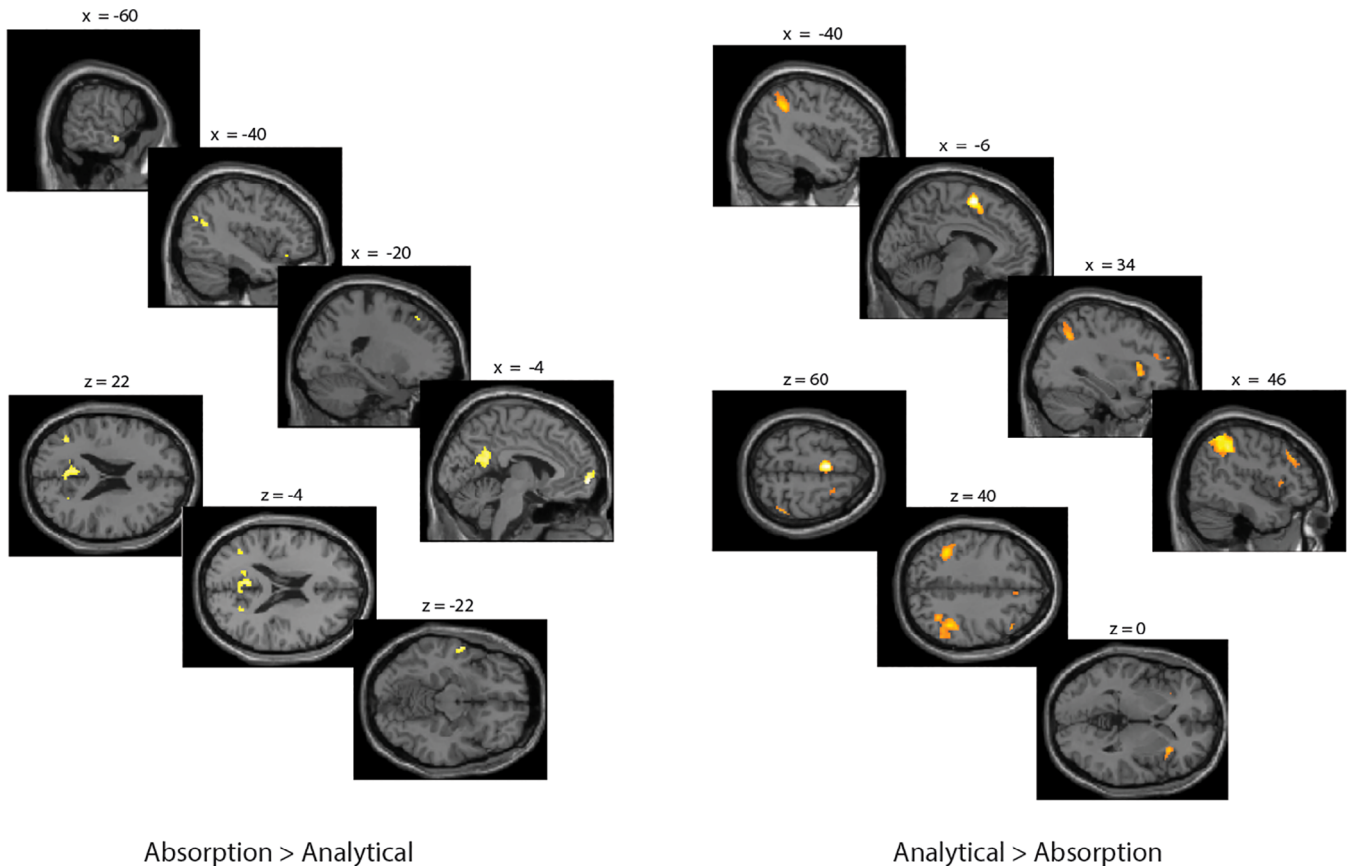 x = -60
x = -40
x = -20
x = -4
z = 22
z = -4
z = -22
Absorption > Analytical
x = -40
x = -6
x = 34
x = 46
z = 60
z = 40
z = 0
Analytical > Absorption